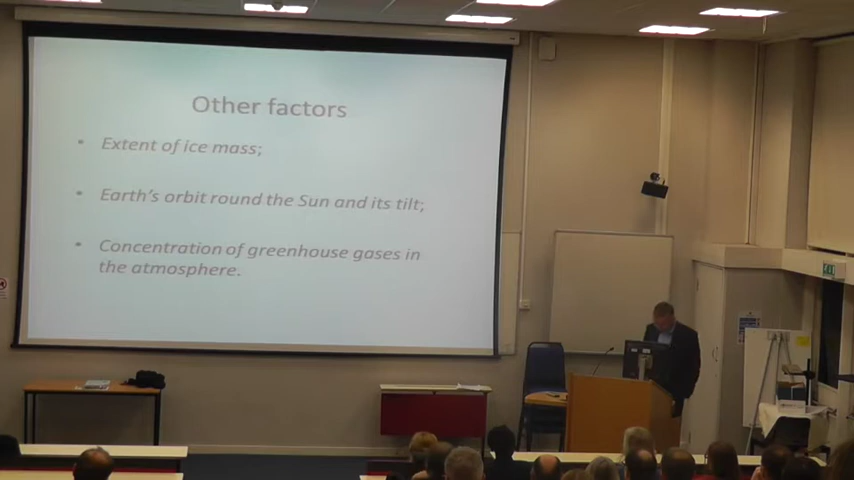 Other factors
• Extent of ice mass;
• Earth's orbit round the Sun and its tilt;
• Concentration of greenhouse gases in
the atmosphere.